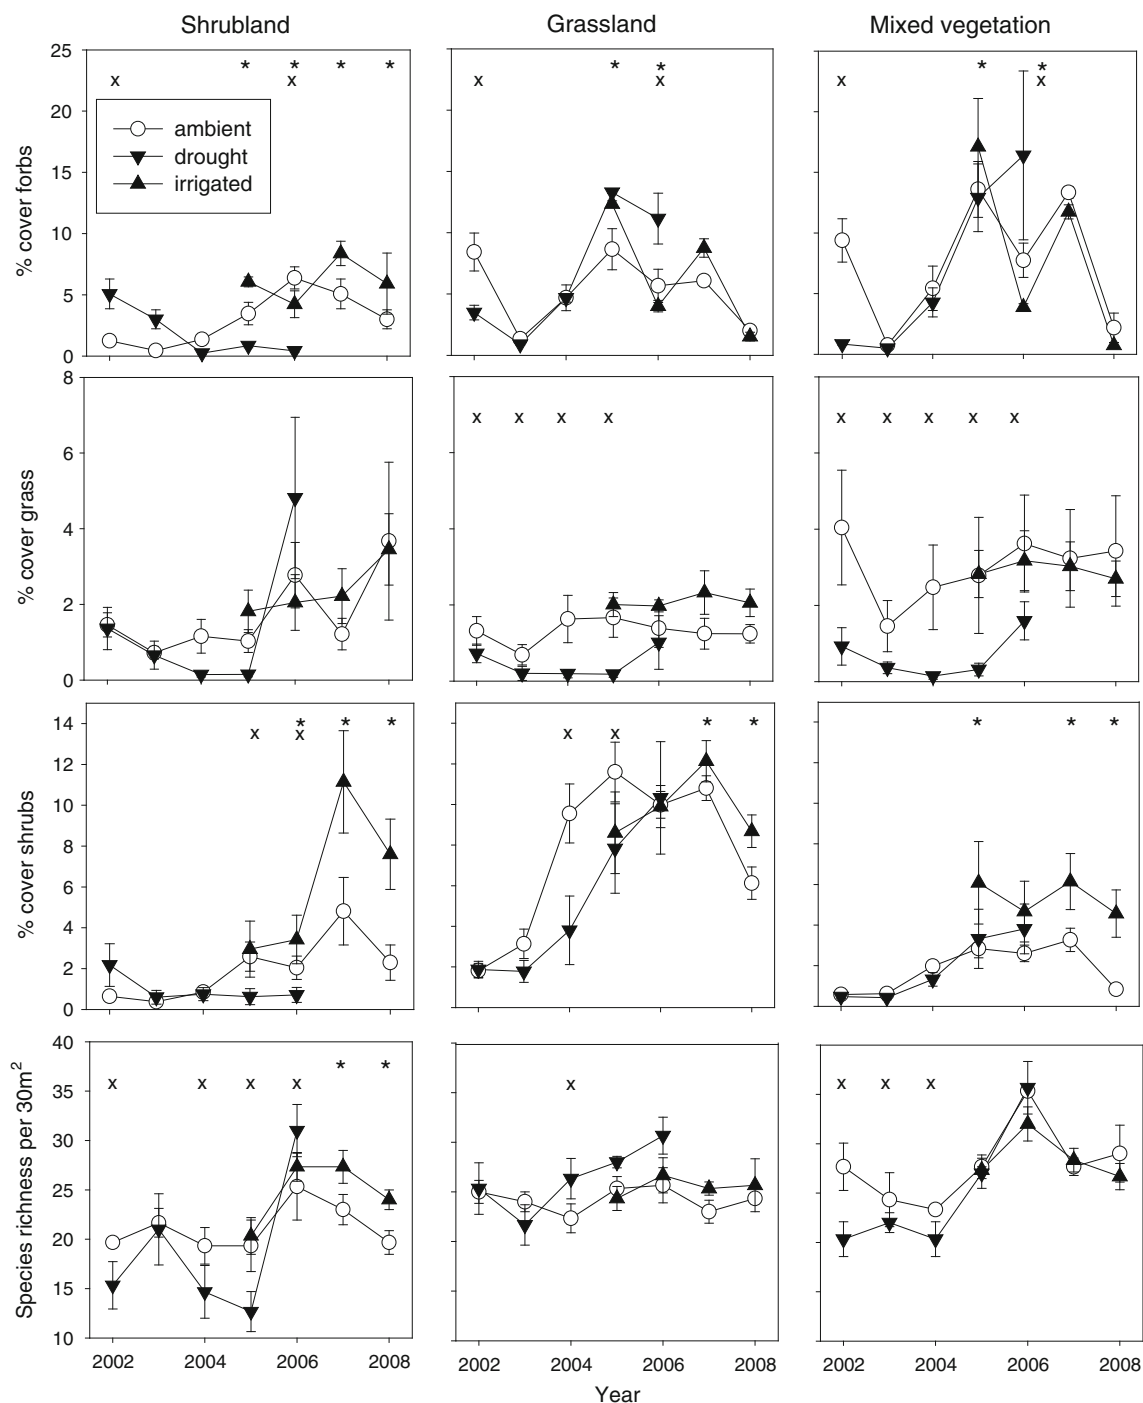 Shrubland Grassland Mixed vegetation
25
* * * * * * * *
x x x x x x
20
ambient
drought
irrigated
15
% cover forbs
10
5
0
8
x x x x x x x x x
6
% cover grass
4
2
0
14
* * * * * * * *
x x x x
12
10
8
% cover shrubs
6
4
2
0
40
* *
x x x x x x x x
35
30
Species richness per 30m²
25
20
15
10
2002 2004 2006 2008 2002 2004 2006 2008 2002 2004 2006 2008
Year